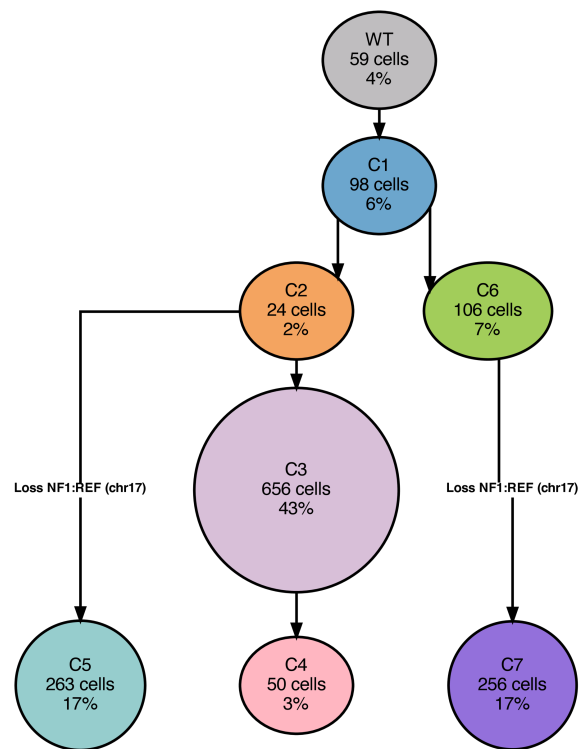 WT
59 cells
4%
C1
98 cells
6%
C2
24 cells
2%
C6
106 cells
7%
C3
656 cells
43%
Loss NF1:REF (chr17)
Loss NF1:REF (chr17)
C5
263 cells
17%
C4
50 cells
3%
C7
256 cells
17%